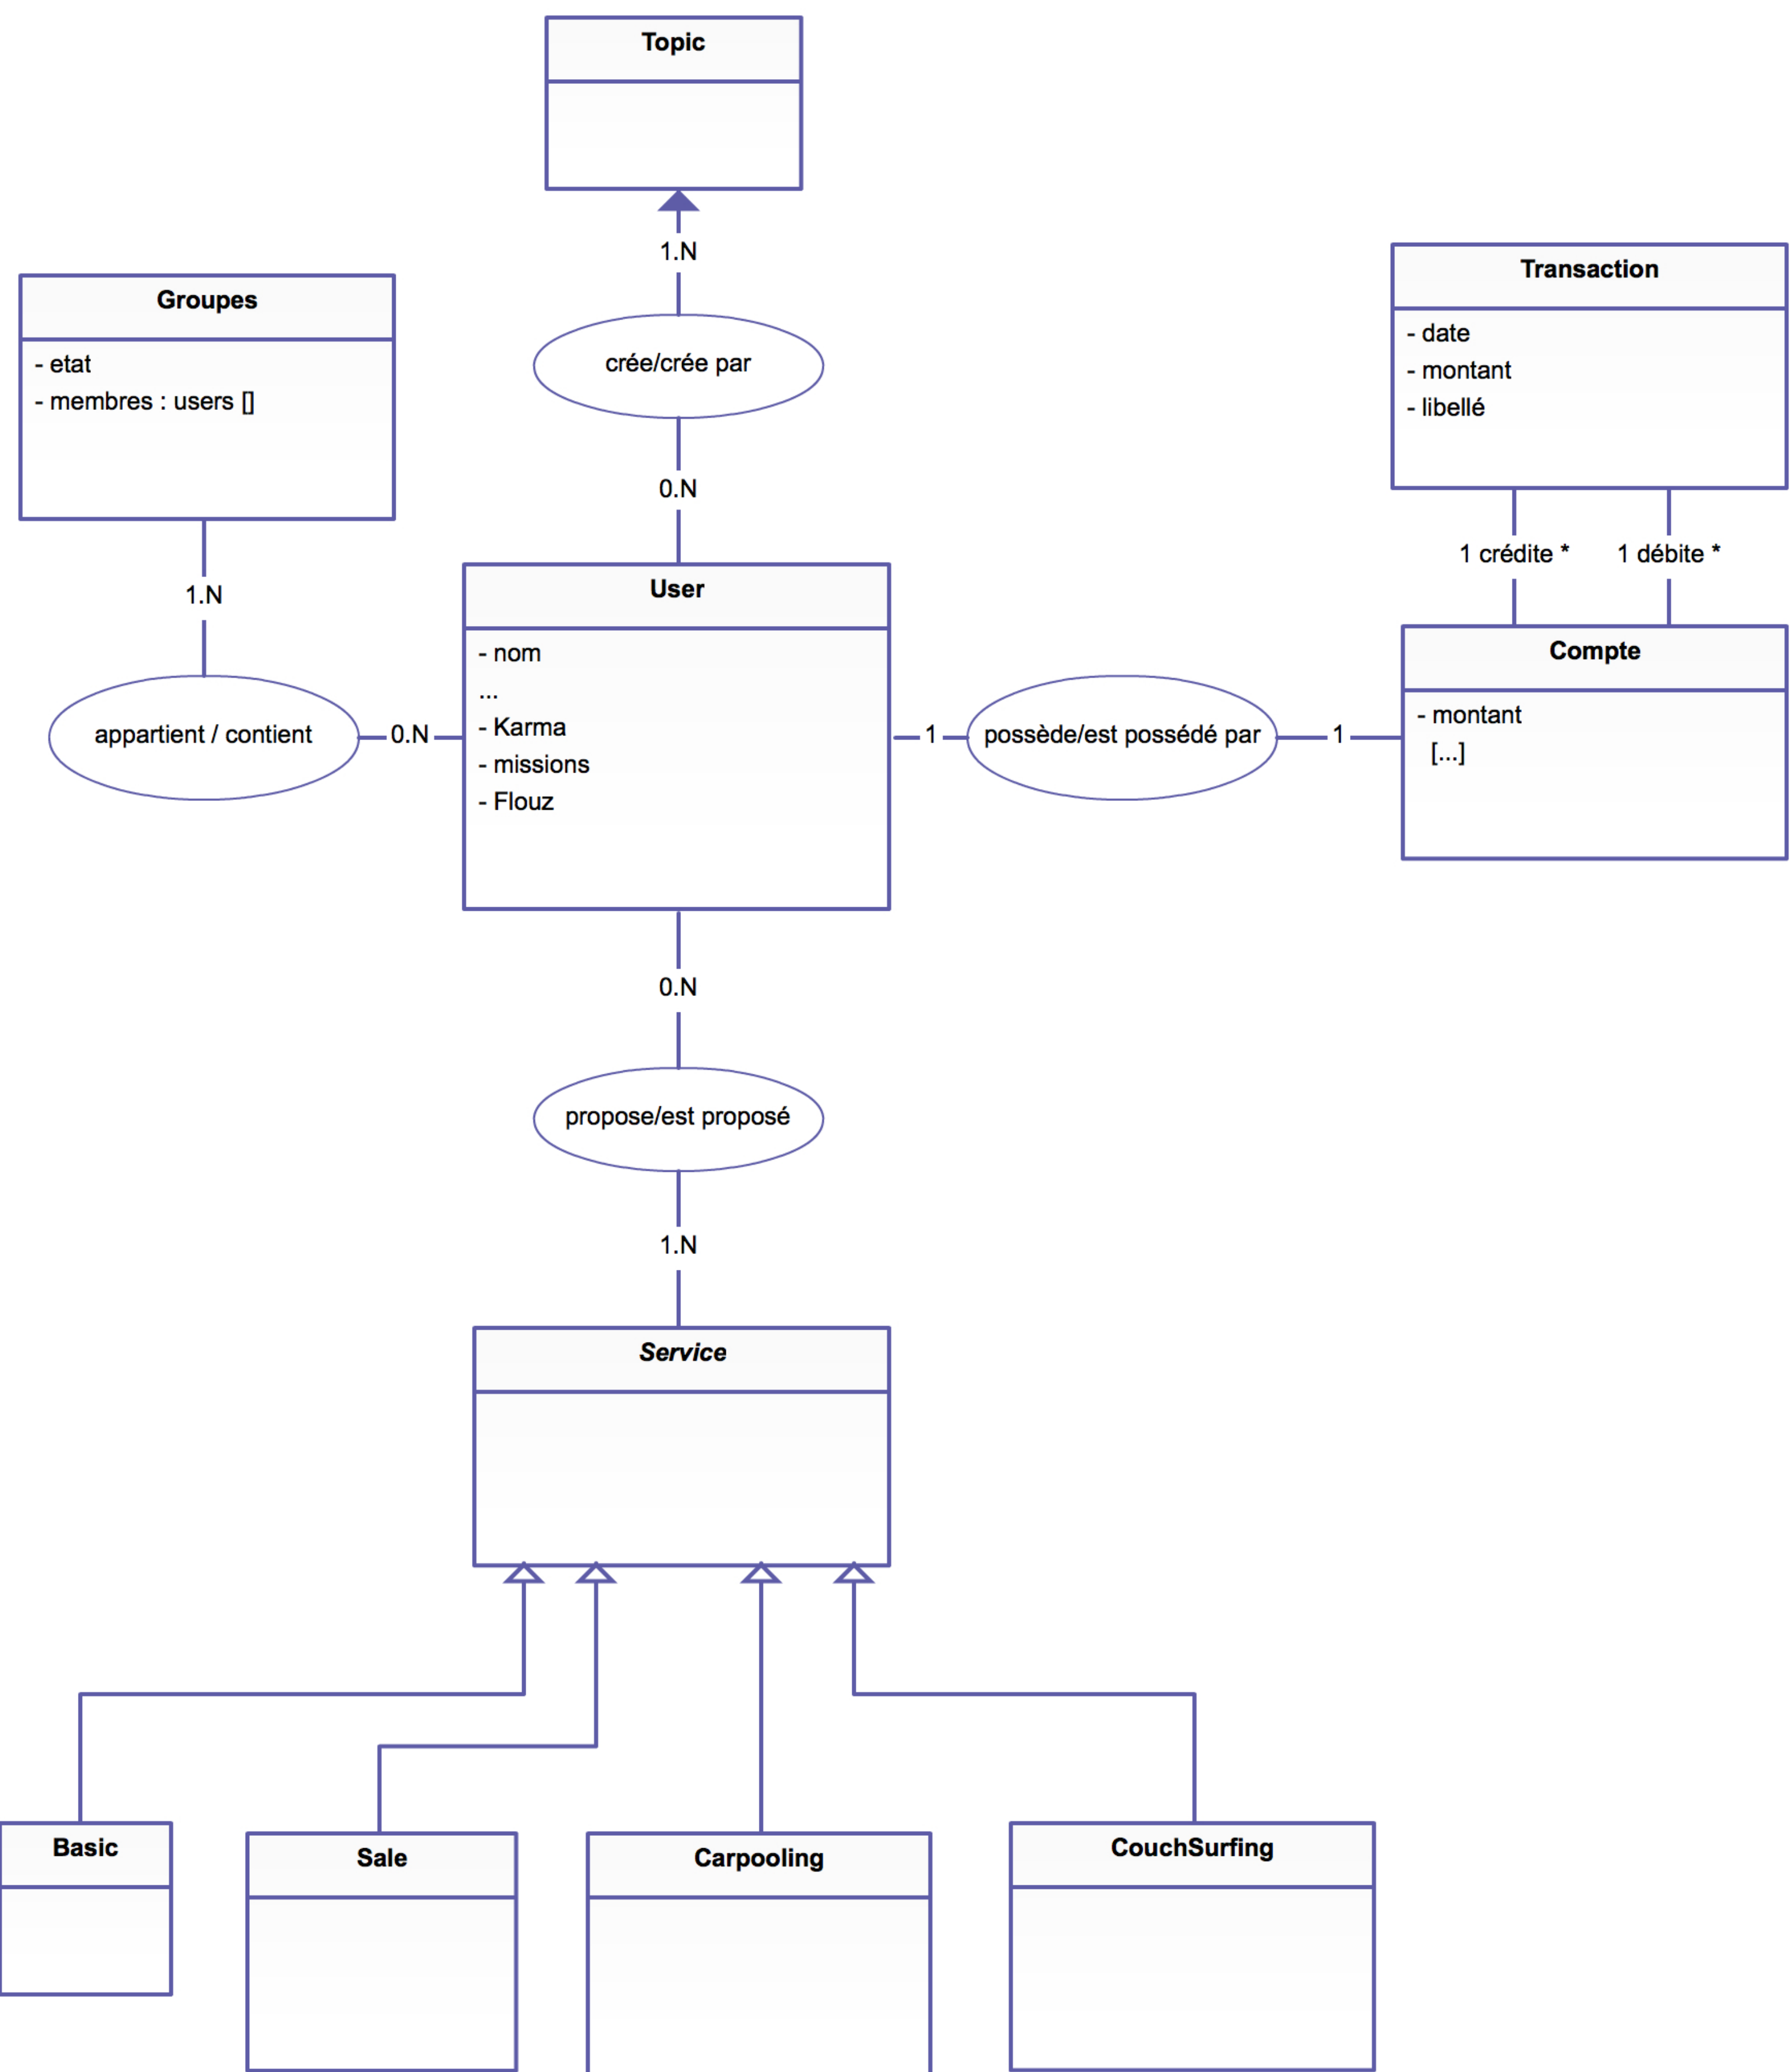 Topic
1.N
crée/crée par
0.N
Groupes
- etat
- membres : users []
1.N
appartient / contient
0.N
User
- nom
...
- Karma
- missions
- Flouz
1
possède/est possédé par
1
Transaction
- date
- montant
- libellé
1 crédite *
1 débite *
Compte
- montant
[...]
0.N
propose/est proposé
1.N
Service
Basic
Sale
Carpooling
CouchSurfing